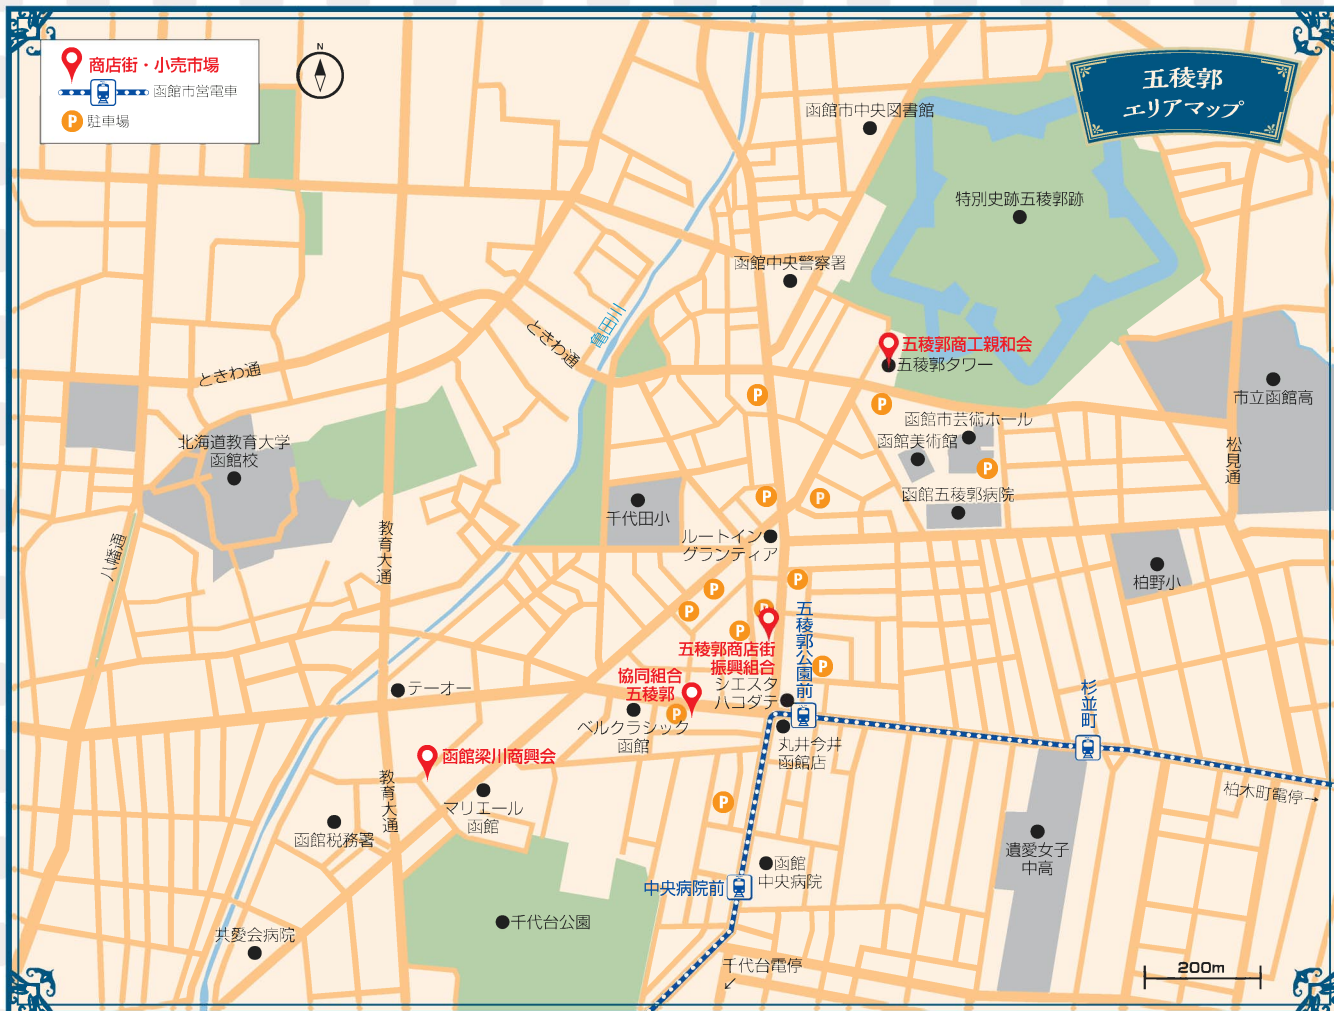 商店街・小売市場
函館市営電車
P 駐車場
N
五稜郭
エリアマップ
函館市中央図書館
特別史跡五稜郭跡
函館中央警察署
亀田川
ときわ通
ときわ通
五稜郭商工親和会
五稜郭タワー
市立函館高
P
P
函館市芸術ホール
函館美術館
北海道教育大学
函館校
松見通
P
函館五稜郭病院
P
P
千代田小
ルートイン
グランティア
教育大通
八幡通
柏野小
P
P
P
P
P
五稜郭公園前
五稜郭商店街
振興組合
P
協同組合
五稜郭
シエスタ
ハコダテ
テーオー
杉並町
P
ベルクラシック
函館
丸井今井
函館店
函館梁川商興会
教育大通
柏木町電停→
P
マリエール
函館
函館税務署
遺愛女子
中高
函館
中央病院
中央病院前
千代台公園
共愛会病院
千代台電停
↙
200m